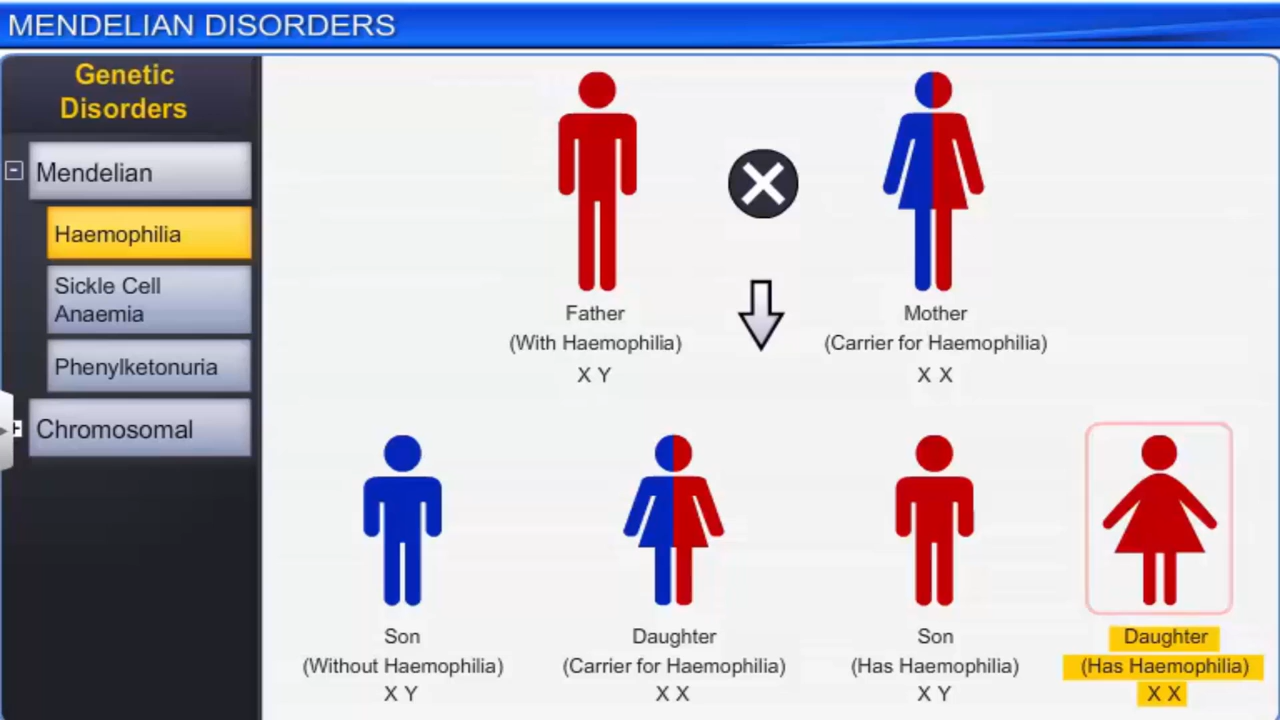 MENDELIAN DISORDERS
Genetic
Disorders
Mendelian
Haemophilia
Sickle Cell
Anaemia
Phenylketonuria
Chromosomal
Father
(With Haemophilia)
X Y
Mother
(Carrier for Haemophilia)
X X
Son
(Without Haemophilia)
X Y
Daughter
(Carrier for Haemophilia)
X X
Son
(Has Haemophilia)
X Y
Daughter
(Has Haemophilia)
X X